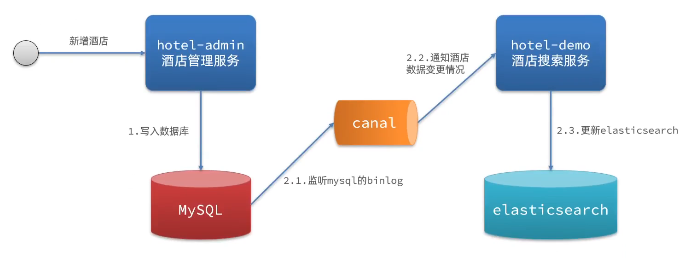 新增酒店
hotel-admin
酒店管理服务
1.写入数据库
MySQL
2.1.监听mysql的binlog
canal
2.2.通知酒店
数据变更情况
hotel-demo
酒店搜索服务
2.3.更新elasticsearch
elasticsearch